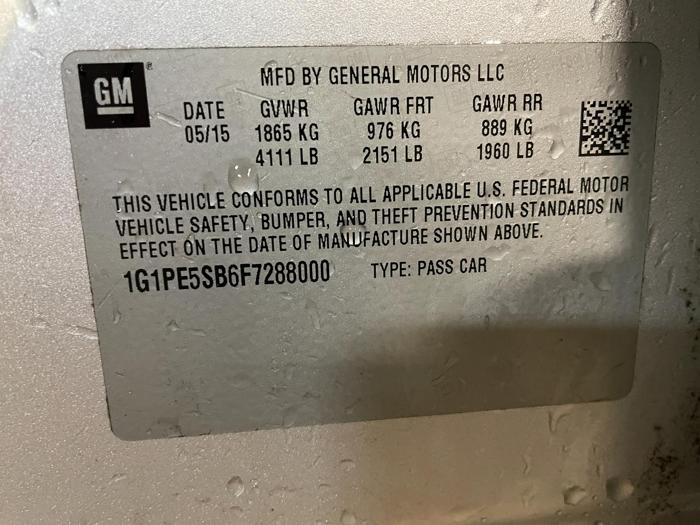 GM
MFD BY GENERAL MOTORS LLC
DATE GVWR GAWR FRT GAWR RR
05/15 1865 KG 976 KG 889 KG
4111 LB 2151 LB 1960 LB
THIS VEHICLE CONFORMS TO ALL APPLICABLE U.S. FEDERAL MOTOR
VEHICLE SAFETY, BUMPER, AND THEFT PREVENTION STANDARDS IN
EFFECT ON THE DATE OF MANUFACTURE SHOWN ABOVE.
1G1PE5SB6F7288000 TYPE: PASS CAR